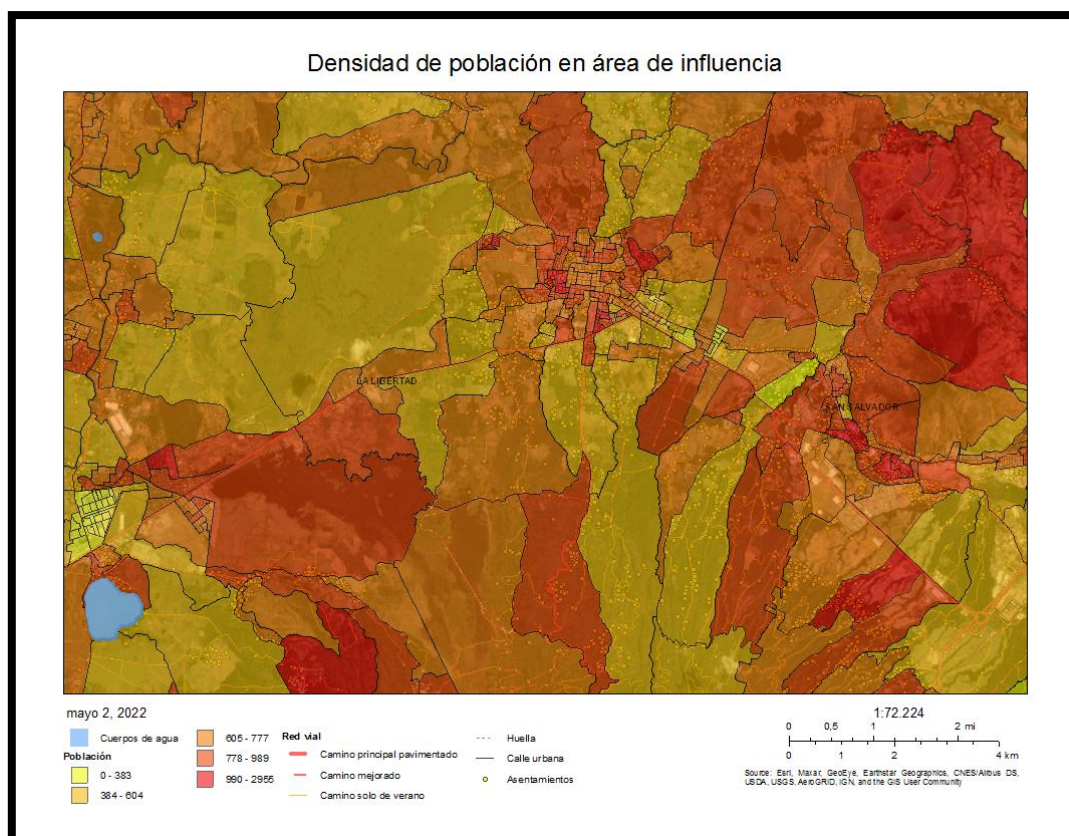 Densidad de población en área de influencia
LA LIBERTAD
SAN SALVADOR
mayo 2, 2022
1:72.224
Cuerpos de agua
Población
0 - 383
384 - 604
605 - 777
778 - 989
990 - 2955
Red vial
Camino principal pavimentado
Camino mejorado
Camino solo de verano
Huella
Calle urbana
Asentamientos
0 0,5 1 2 mi
0 1 2 4 km
Source: Esri, Maxar, GeoEye, Earthstar Geographics, CNES/Airbus DS,
USDA, USGS, AeroGRID, IGN, and the GIS User Community